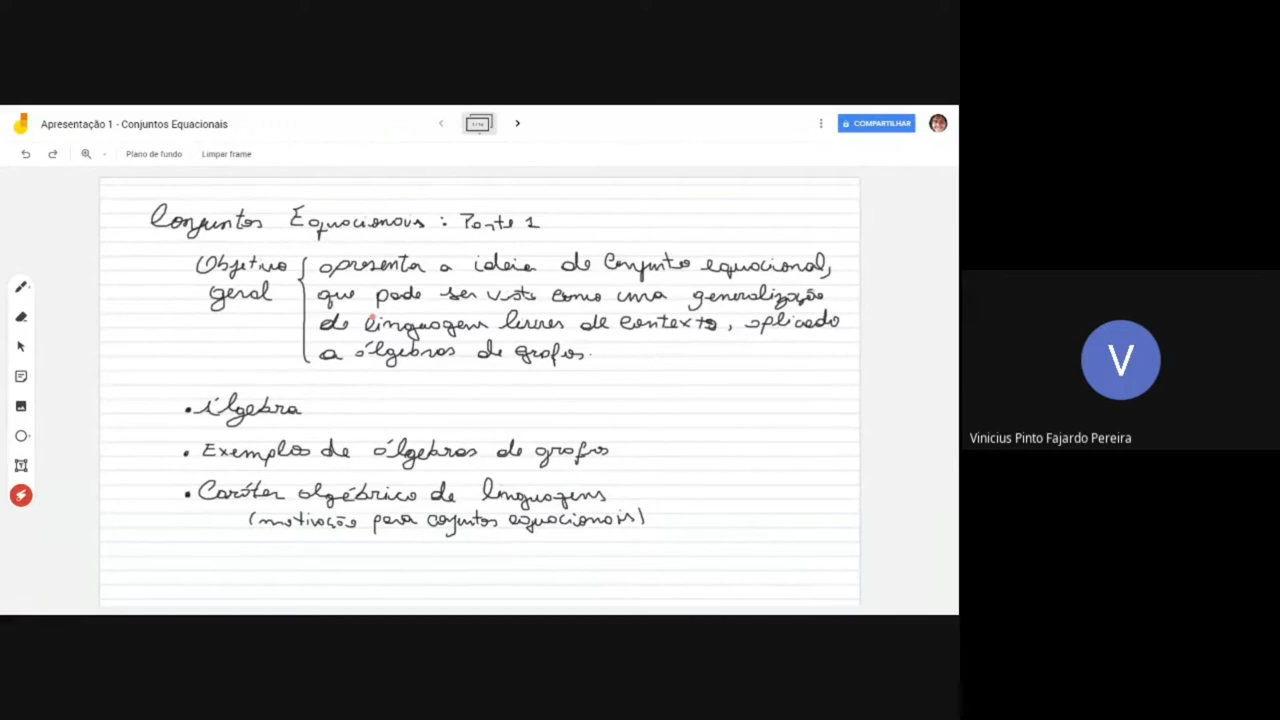 Apresentação 1 - Conjuntos Equacionais
COMPARTILHAR
Plano de fundo
Limpar frame
Conjuntos Equacionais : Parte 1
Objetivo geral
apresentar a ideia de conjunto equacional,
que pode ser visto como uma generalização
de linguagens livres de contexto, aplicado
a álgebras de grafos.
• Álgebra
• Exemplos de álgebras de grafos
• Caráter algébrico de linguagens
(motivação para cojuntos equacionais)
V
Vinicius Pinto Fajardo Pereira